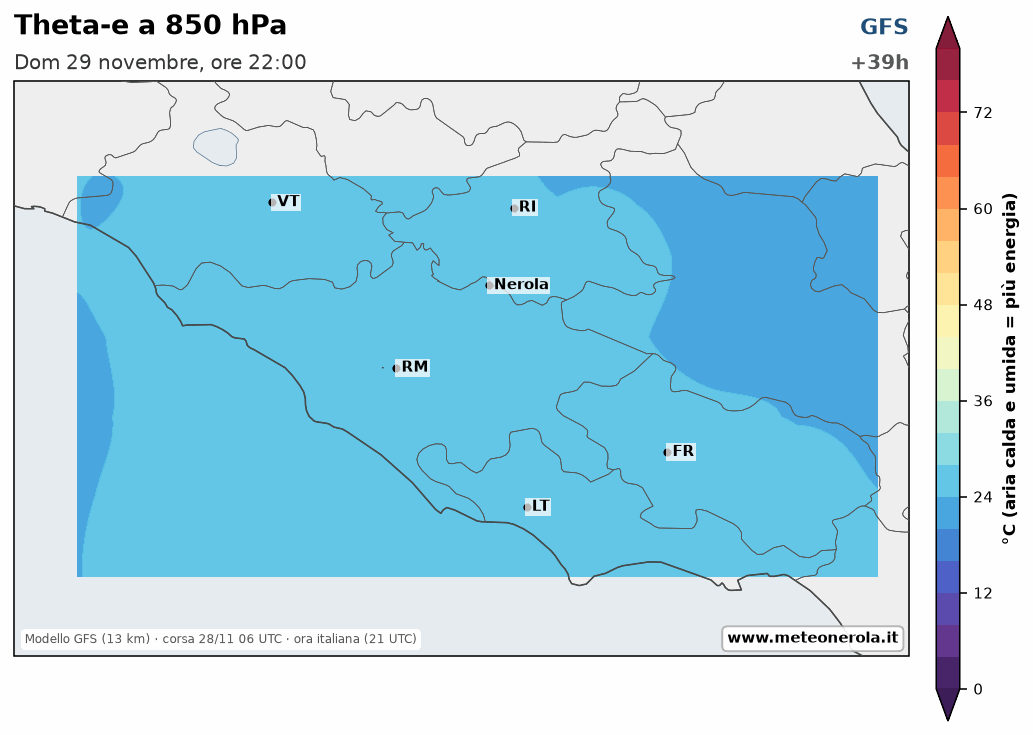 Theta-e a 850 hPa
GFS
Dom 29 novembre, ore 22:00
+39h
VT
RI
Nerola
RM
FR
LT
72
60
48
36
24
12
0
°C (aria calda e umida = più energia)
Modello GFS (13 km) · corsa 28/11 06 UTC · ora italiana (21 UTC)
www.meteonerola.it